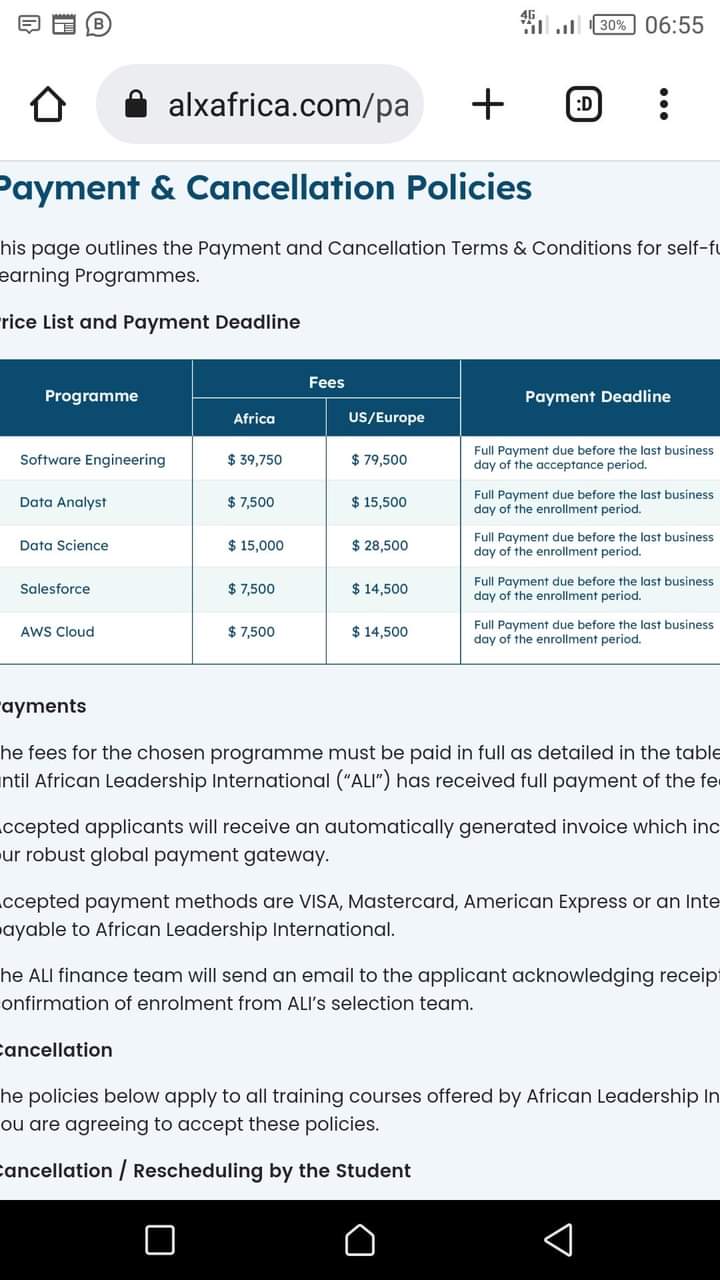 B
4G
30%
06:55
alxafrica.com/pa
:D
Payment & Cancellation Policies
his page outlines the Payment and Cancellation Terms & Conditions for self-fu
earning Programmes.
rice List and Payment Deadline
Programme
Fees
Payment Deadline
Africa
US/Europe
Software Engineering $ 39,750 $ 79,500 Full Payment due before the last business
day of the acceptance period.
Data Analyst $ 7,500 $ 15,500 Full Payment due before the last business
day of the enrollment period.
Data Science $ 15,000 $ 28,500 Full Payment due before the last business
day of the enrollment period.
Salesforce $ 7,500 $ 14,500 Full Payment due before the last business
day of the enrollment period.
AWS Cloud $ 7,500 $ 14,500 Full Payment due before the last business
day of the enrollment period.
ayments
he fees for the chosen programme must be paid in full as detailed in the table
ntil African Leadership International (“ALI”) has received full payment of the fe
ccepted applicants will receive an automatically generated invoice which inc
ur robust global payment gateway.
ccepted payment methods are VISA, Mastercard, American Express or an Inte
ayable to African Leadership International.
he ALI finance team will send an email to the applicant acknowledging receipt
onfirmation of enrolment from ALI’s selection team.
Cancellation
he policies below apply to all training courses offered by African Leadership In
ou are agreeing to accept these policies.
Cancellation / Rescheduling by the Student